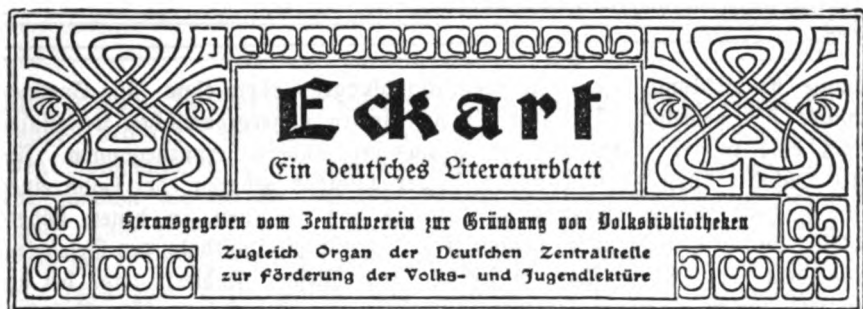 Eckart
Ein deutſches Literaturblatt
Herausgegeben vom Zentralverein zur Gründung von Volksbibliotheken
Zugleich Organ der Deutſchen Zentralſtelle
zur Förderung der Volks- und Jugendlektüre